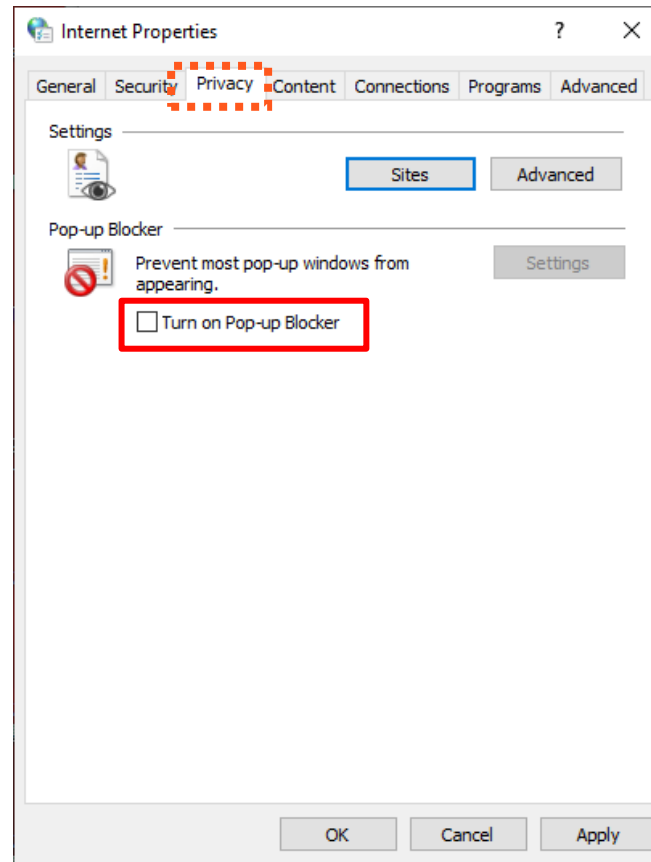 Internet Properties
?
General Security Privacy Content Connections Programs Advanced
Settings
Sites Advanced
Pop-up Blocker
Prevent most pop-up windows from
appearing.
Settings
Turn on Pop-up Blocker
OK Cancel Apply